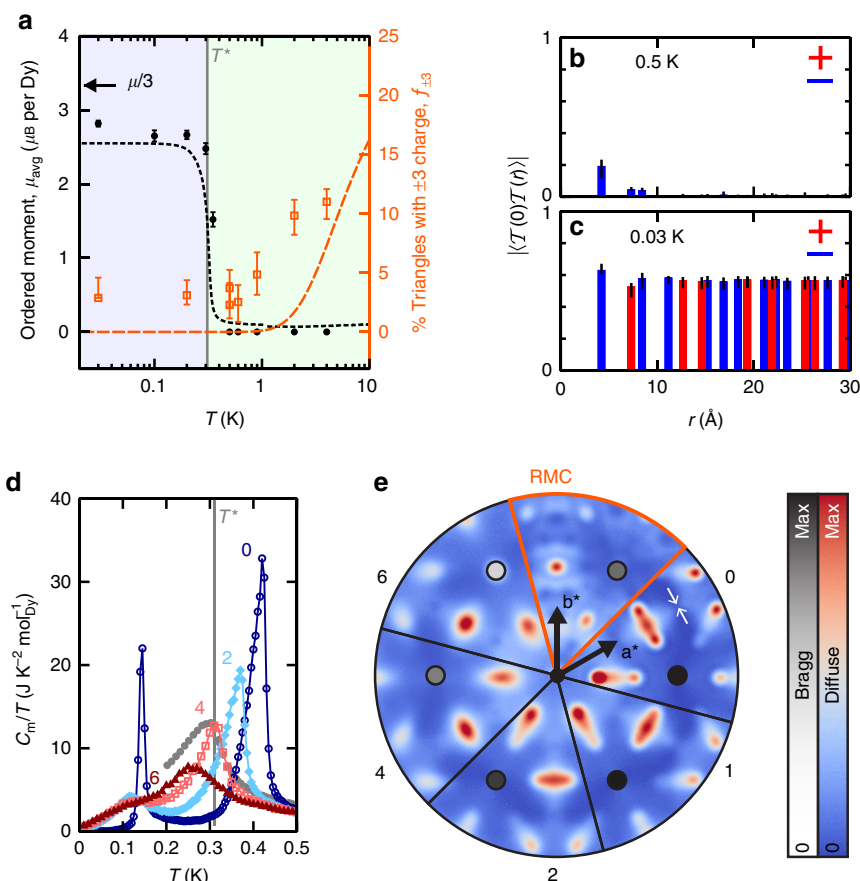 a
4
3
2
1
0
Ordered moment, μavg (μB per Dy)
μ/3
T*
25
20
15
10
5
0
% Triangles with ±3 charge, f±3
0.1
1
10
T (K)
b
0.5 K
+
−
1
0
c
0.03 K
+
−
1
0
|⟨𝒯(0)𝒯(r)⟩|
0
10
20
30
r (Å)
d
40
30
20
10
0
Cm/T (J K−2 mol−1Dy)
T*
0
2
4
6
0
0.1
0.2
0.3
0.4
0.5
T (K)
e
RMC
6
0
b*
a*
4
1
2
Max
Max
Bragg
Diffuse
0
0